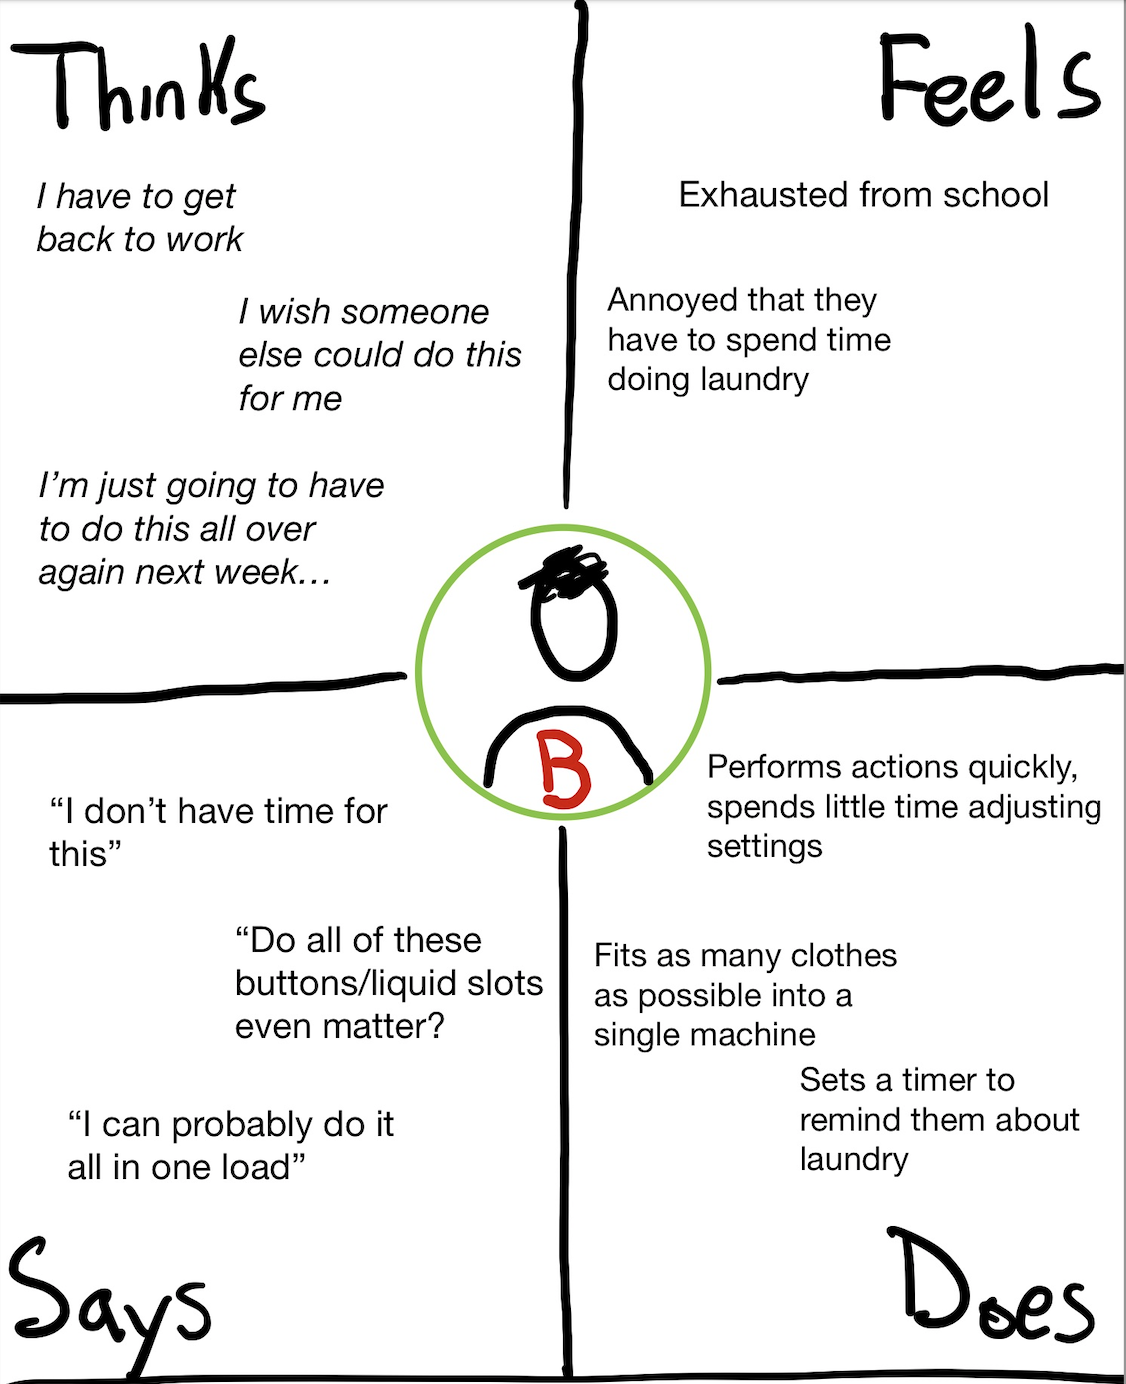 Thinks
I have to get
back to work
I wish someone
else could do this
for me
I'm just going to have
to do this all over
again next week...
Feels
Exhausted from school
Annoyed that they
have to spend time
doing laundry
B
“I don’t have time for
this”
“Do all of these
buttons/liquid slots
even matter?
“I can probably do it
all in one load”
Says
Performs actions quickly,
spends little time adjusting
settings
Fits as many clothes
as possible into a
single machine
Sets a timer to
remind them about
laundry
Does